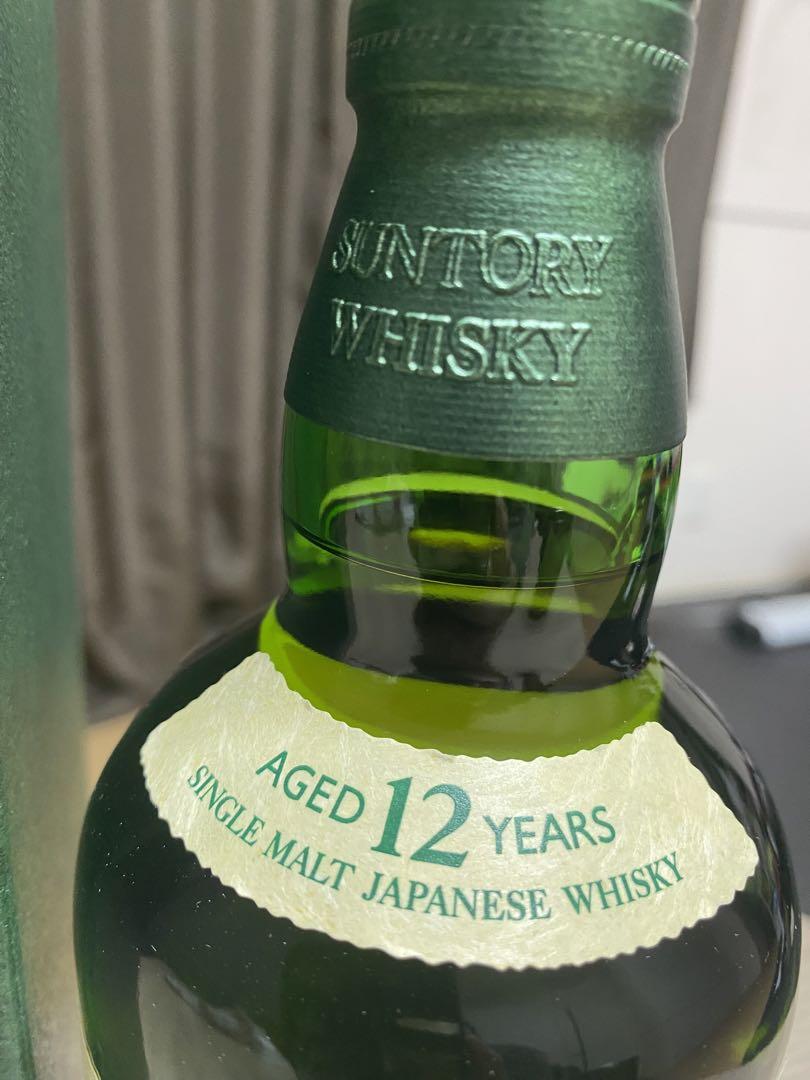 SUNTORY
WHISKY
AGED 12 YEARS
SINGLE MALT JAPANESE WHISKY